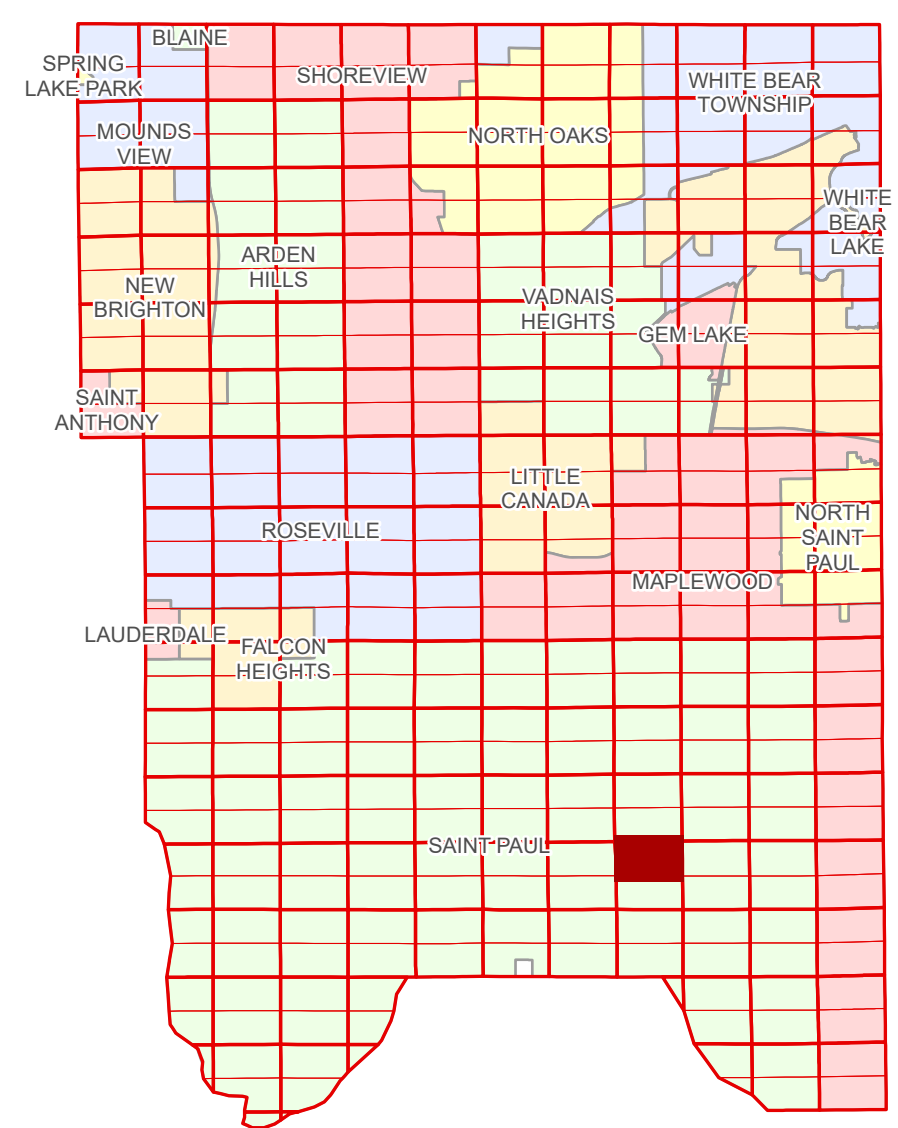 BLAINE
SPRING
LAKE PARK
SHOREVIEW
WHITE BEAR
TOWNSHIP
MOUNDS
VIEW
NORTH OAKS
WHITE
BEAR
LAKE
ARDEN
HILLS
NEW
BRIGHTON
VADNAIS
HEIGHTS
GEM LAKE
SAINT
ANTHONY
LITTLE
CANADA
NORTH
SAINT
PAUL
ROSEVILLE
MAPLEWOOD
LAUDERDALE
FALCON
HEIGHTS
SAINT PAUL